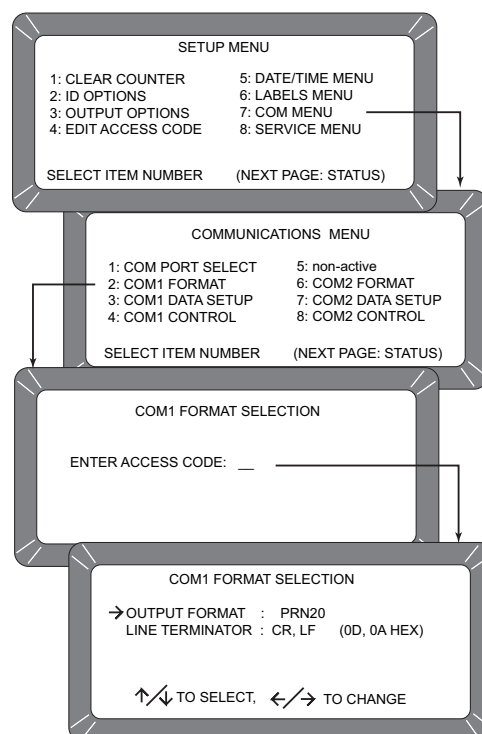 SETUP MENU
1: CLEAR COUNTER 5: DATE/TIME MENU
2: ID OPTIONS 6: LABELS MENU
3: OUTPUT OPTIONS 7: COM MENU
4: EDIT ACCESS CODE 8: SERVICE MENU
SELECT ITEM NUMBER (NEXT PAGE: STATUS)
COMMUNICATIONS MENU
1: COM PORT SELECT 5: non-active
2: COM1 FORMAT 6: COM2 FORMAT
3: COM1 DATA SETUP 7: COM2 DATA SETUP
4: COM1 CONTROL 8: COM2 CONTROL
SELECT ITEM NUMBER (NEXT PAGE: STATUS)
COM1 FORMAT SELECTION
ENTER ACCESS CODE: __
COM1 FORMAT SELECTION
→OUTPUT FORMAT : PRN20
LINE TERMINATOR : CR, LF (0D, 0A HEX)
↑/↓ TO SELECT, ←/→ TO CHANGE